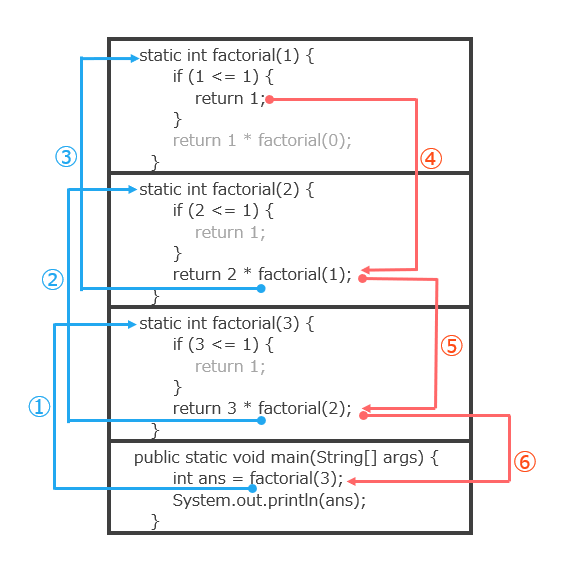 static int factorial(1) {
if (1 <= 1) {
return 1;
}
return 1 * factorial(0);
}
③
④
static int factorial(2) {
if (2 <= 1) {
return 1;
}
return 2 * factorial(1);
}
②
⑤
static int factorial(3) {
if (3 <= 1) {
return 1;
}
return 3 * factorial(2);
}
①
⑥
public static void main(String[] args) {
int ans = factorial(3);
System.out.println(ans);
}